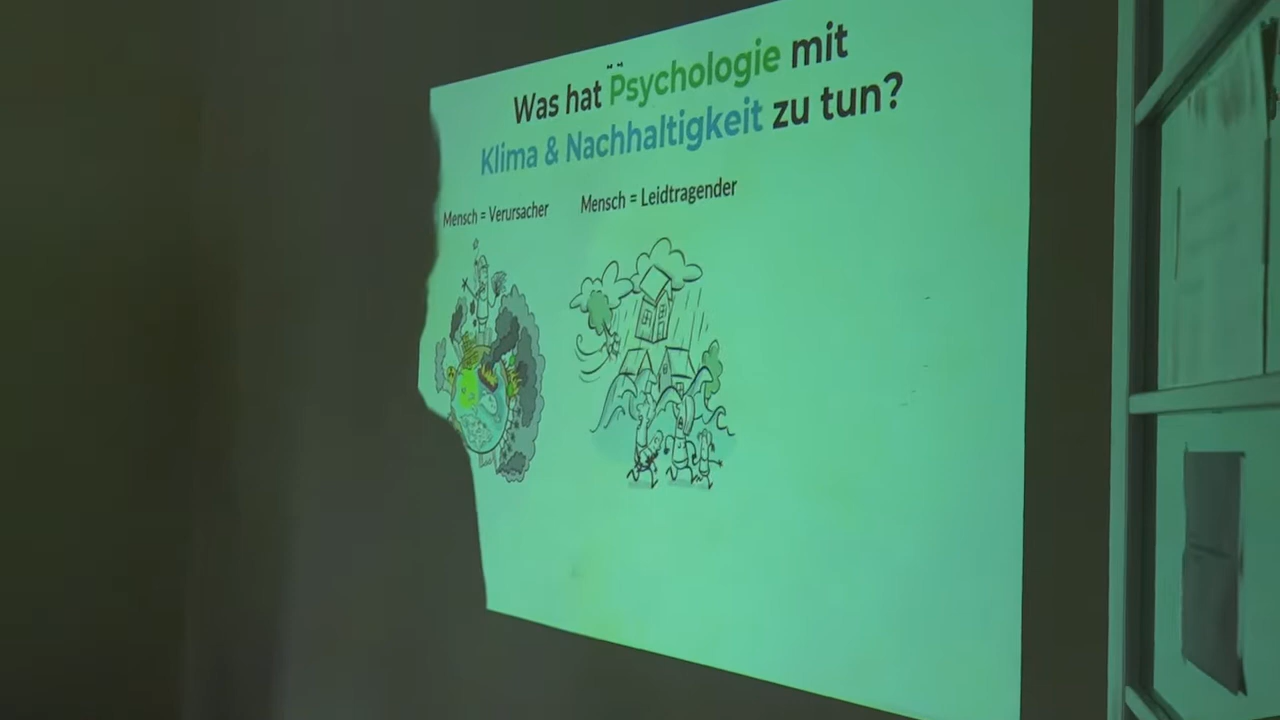 Was hat Psychologie mit
Klima & Nachhaltigkeit zu tun?
Mensch = Verursacher
Mensch = Leidtragender